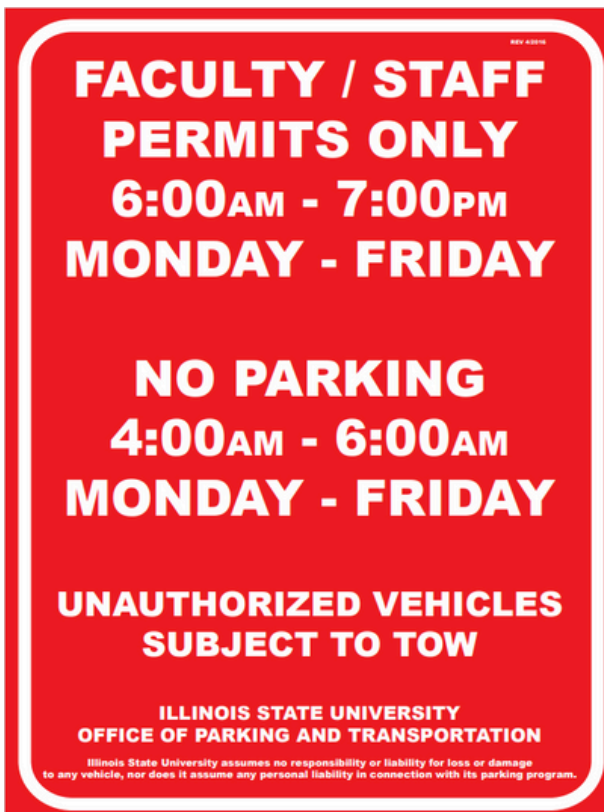 REV 4/2016
FACULTY / STAFF
PERMITS ONLY
6:00AM - 7:00PM
MONDAY - FRIDAY
NO PARKING
4:00AM - 6:00AM
MONDAY - FRIDAY
UNAUTHORIZED VEHICLES
SUBJECT TO TOW
ILLINOIS STATE UNIVERSITY
OFFICE OF PARKING AND TRANSPORTATION
Illinois State University assumes no responsibility or liability for loss or damage
to any vehicle, nor does it assume any personal liability in connection with its parking program.